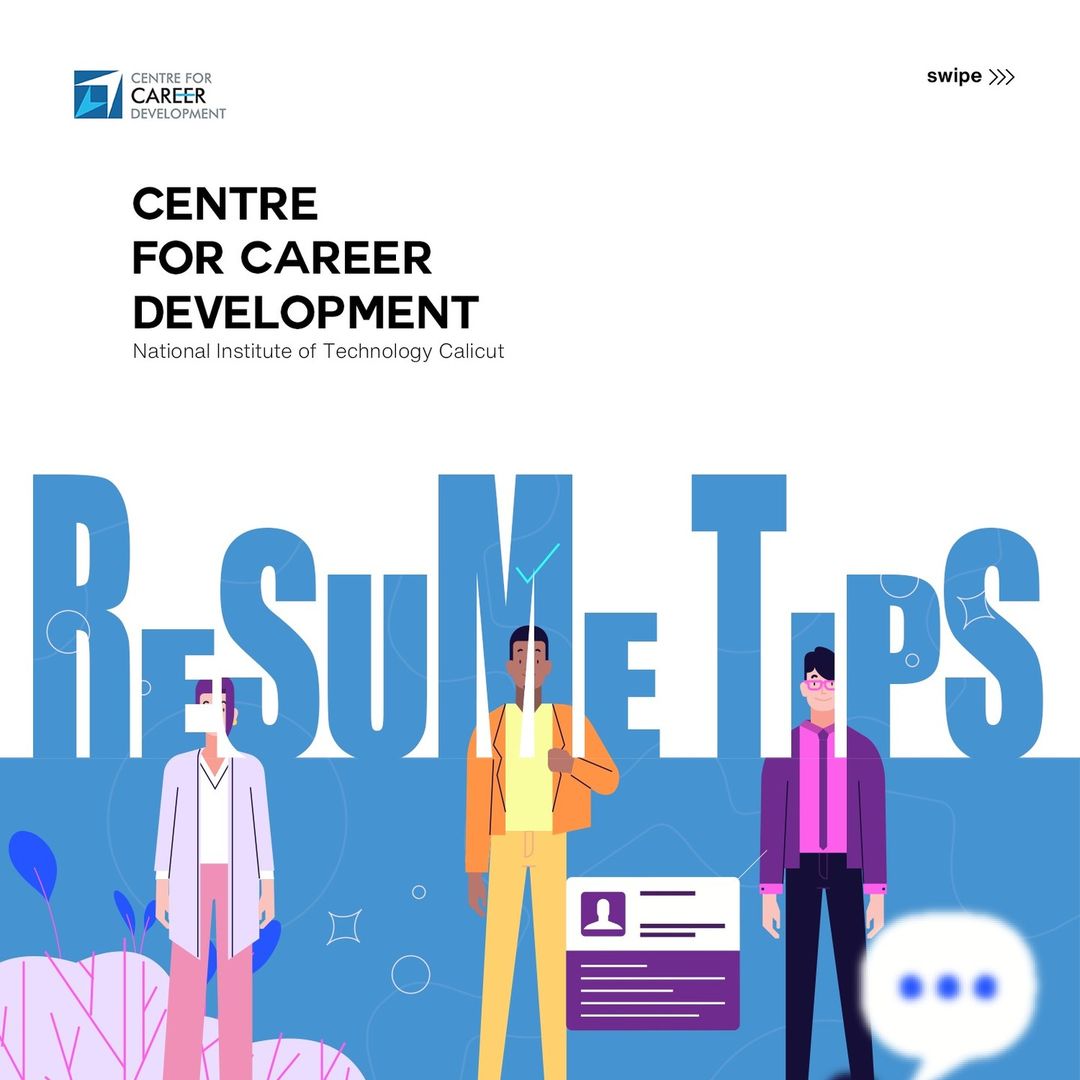 CENTRE FOR
CAREER
DEVELOPMENT
swipe >>>
CENTRE
FOR CAREER
DEVELOPMENT
National Institute of Technology Calicut
ReSuMe TiPS